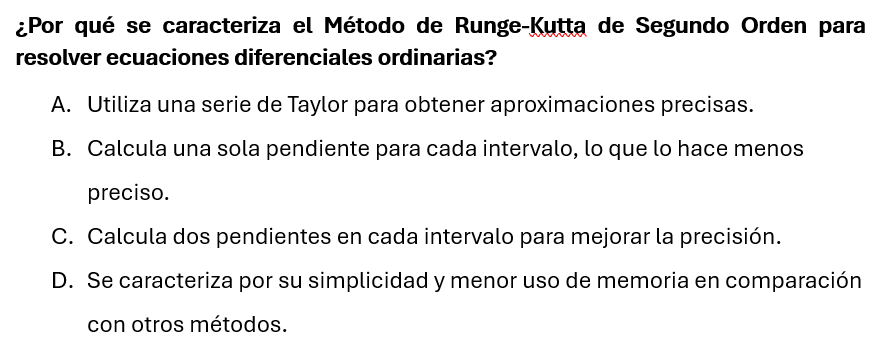 ¿Por qué se caracteriza el Método de Runge-Kutta de Segundo Orden para
resolver ecuaciones diferenciales ordinarias?
A. Utiliza una serie de Taylor para obtener aproximaciones precisas.
B. Calcula una sola pendiente para cada intervalo, lo que lo hace menos
preciso.
C. Calcula dos pendientes en cada intervalo para mejorar la precisión.
D. Se caracteriza por su simplicidad y menor uso de memoria en comparación
con otros métodos.